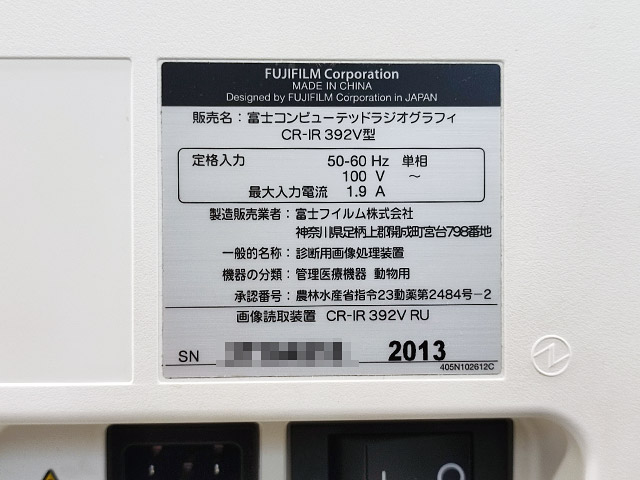 FUJIFILM Corporation
MADE IN CHINA
Designed by FUJIFILM Corporation in JAPAN
販売名：富士コンピューテッドラジオグラフィ
CR-IR 392V型
定格入力 50-60 Hz 単相
100 V ～
最大入力電流 1.9 A
製造販売業者：富士フイルム株式会社
神奈川県足柄上郡開成町宮台798番地
一般的名称：診断用画像処理装置
機器の分類：管理医療機器 動物用
承認番号：農林水産省指令23動薬第2484号-2
画像読取装置 CR-IR 392V RU
SN 2013
405N102612C